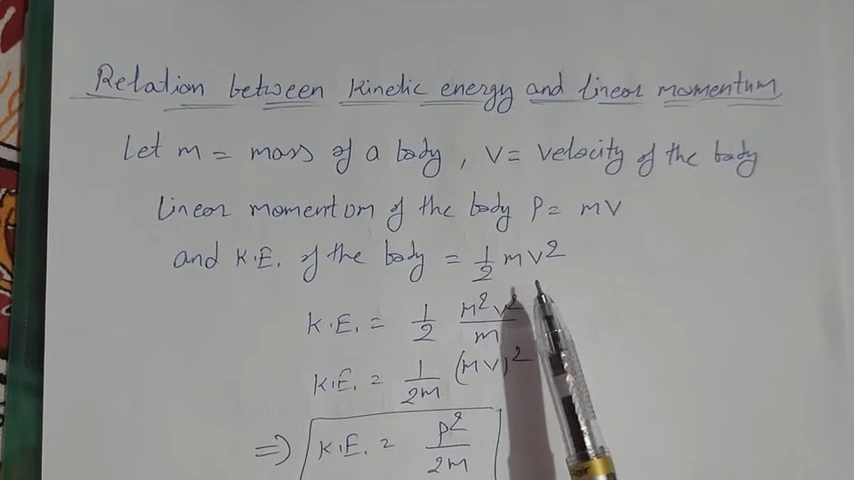 Relation between Kinetic energy and linear momentum
Let m = mass of a body, V = Velocity of the body
Linear momentum of the body P = mV
and K.E. of the body = 1/2 mV²
K.E. = 1/2 m²v²/m
K.E. = 1/2m (mV)²
⇒ K.E. = P²/2m